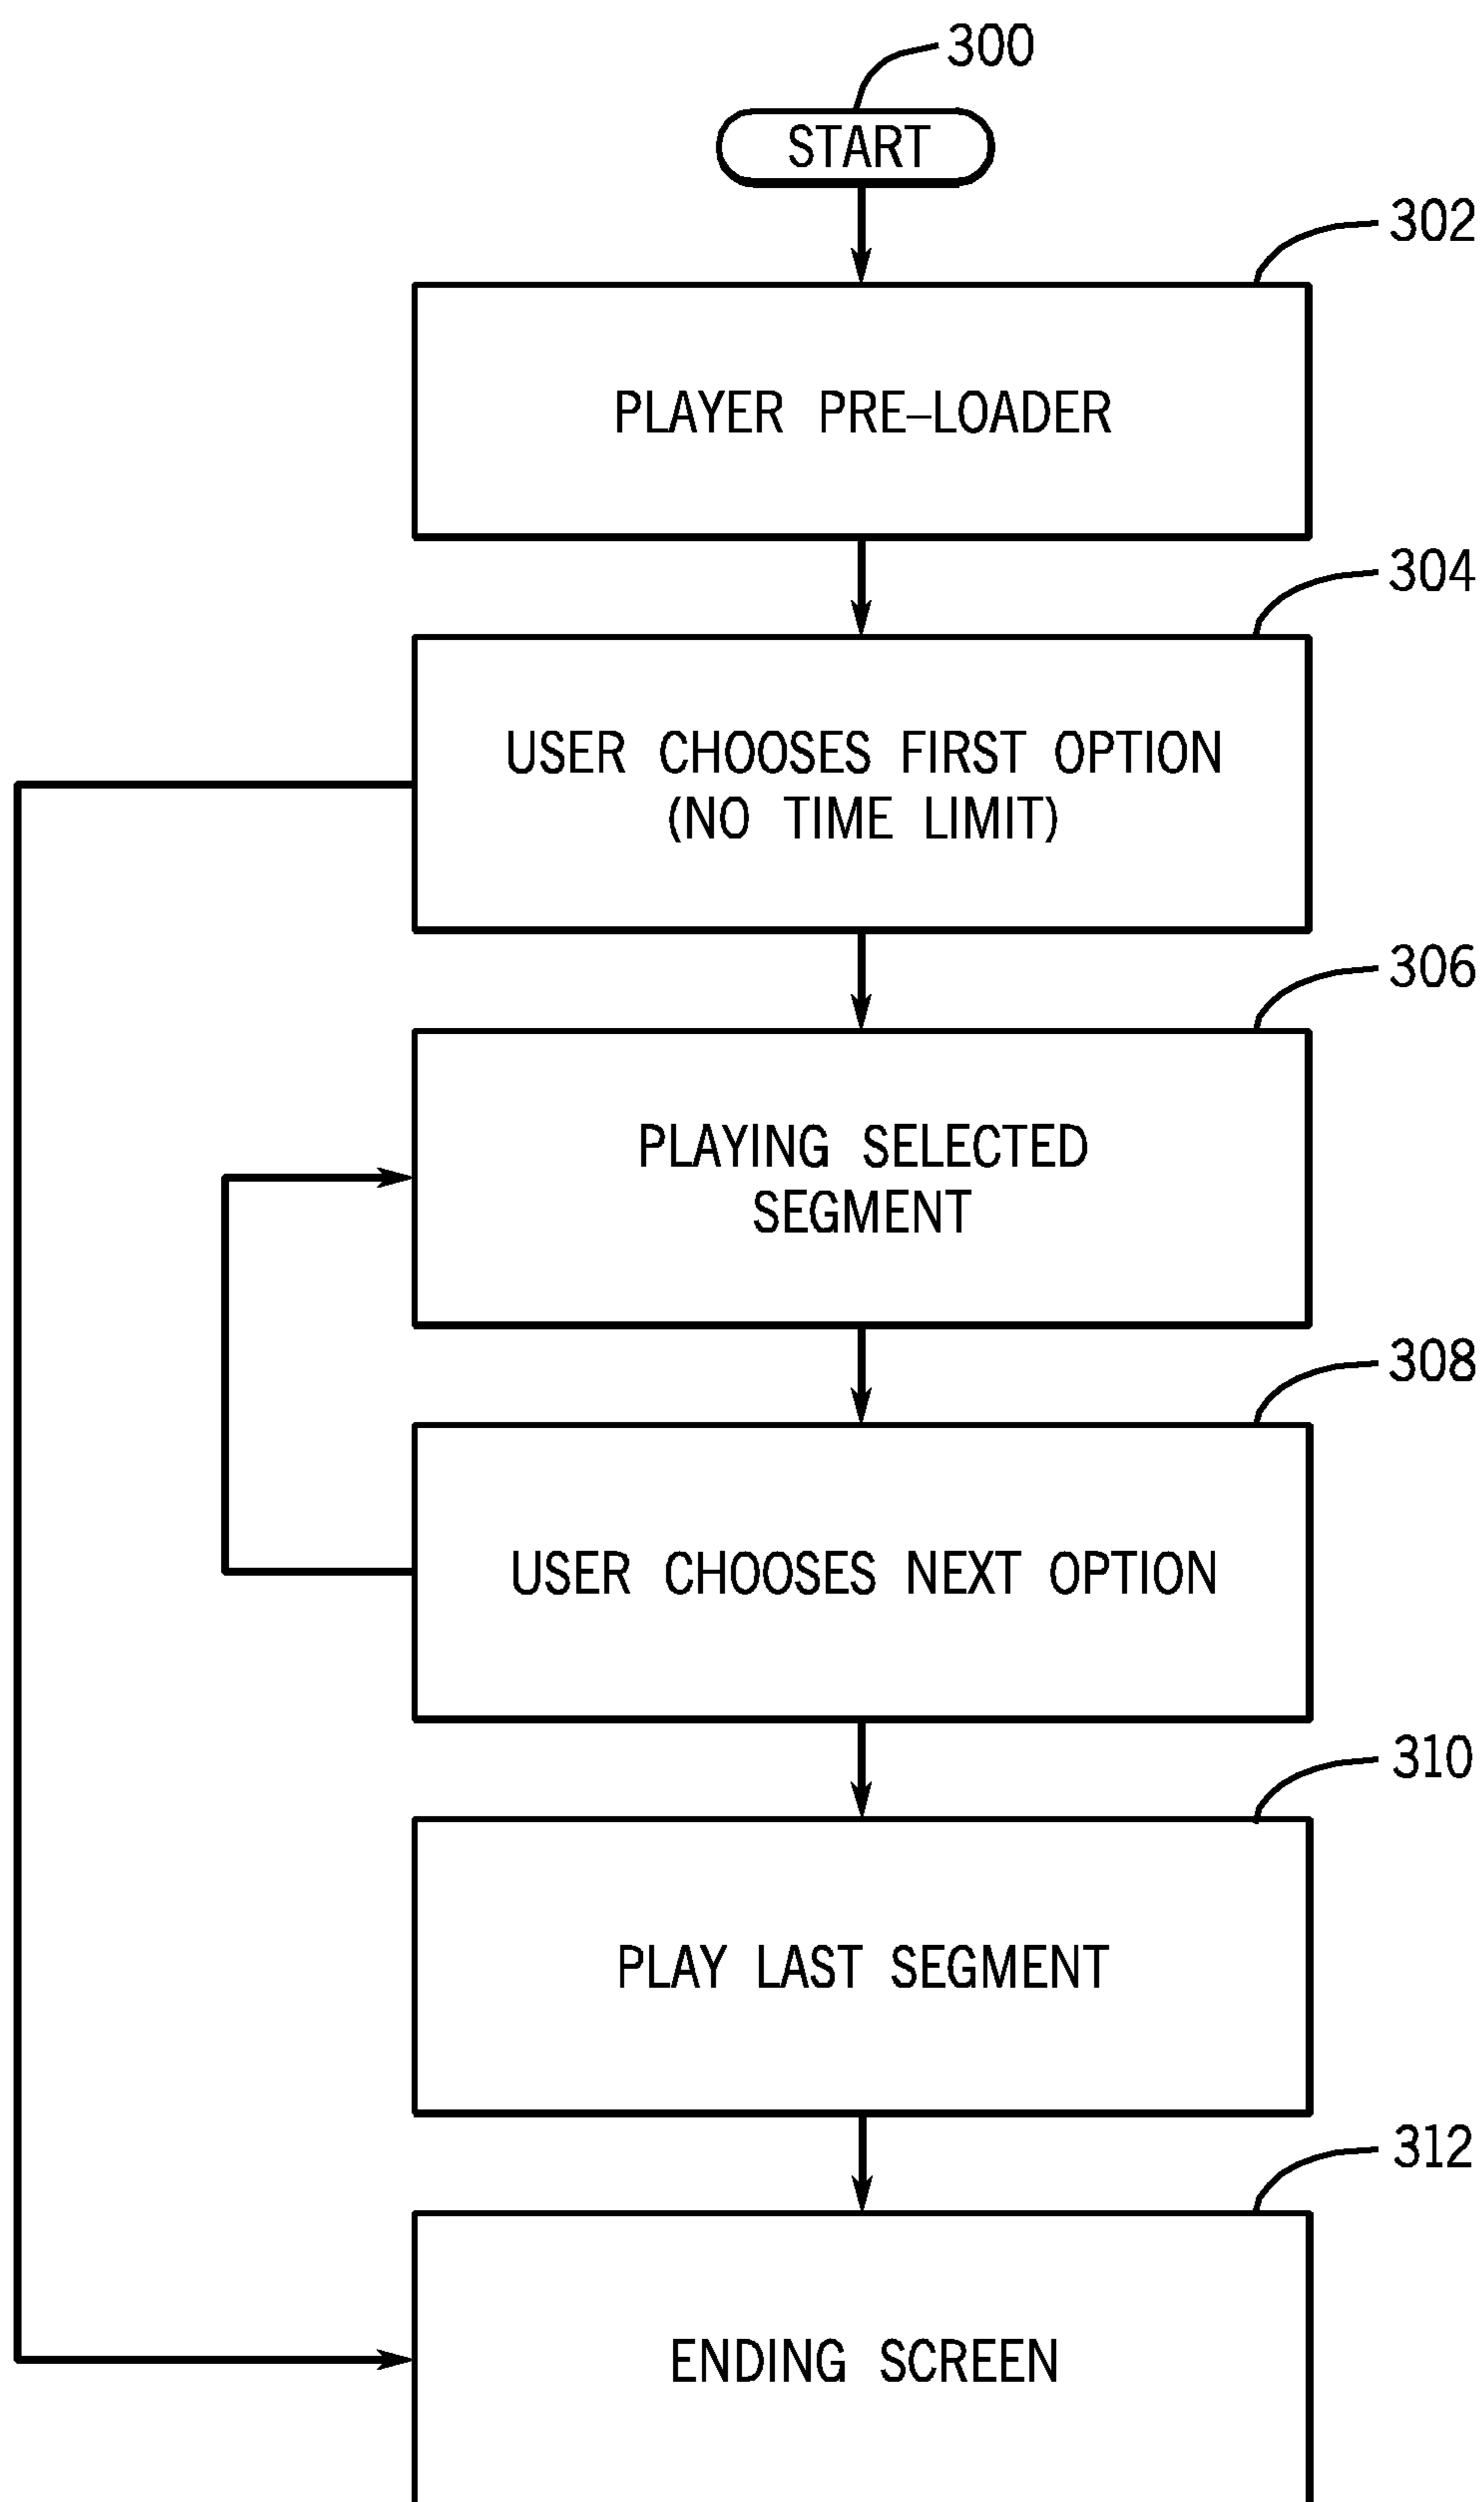 300
START
302
PLAYER PRE-LOADER
304
USER CHOOSES FIRST OPTION
(NO TIME LIMIT)
306
PLAYING SELECTED
SEGMENT
308
USER CHOOSES NEXT OPTION
310
PLAY LAST SEGMENT
312
ENDING SCREEN